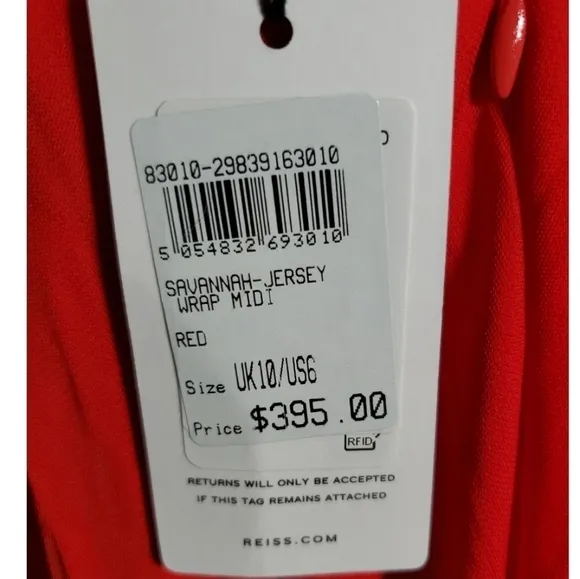 83010-29839163010
5 054832 693010
SAVANNAH-JERSEY
WRAP MIDI
RED
Size UK10/US6
Price $395.00
RFID
RETURNS WILL ONLY BE ACCEPTED
IF THIS TAG REMAINS ATTACHED
REISS.COM